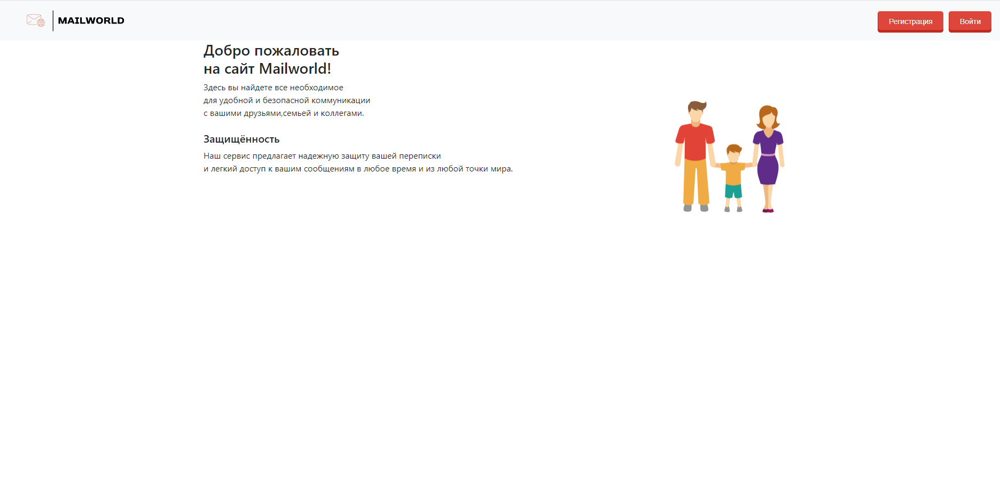 MAILWORLD
Регистрация
Войти
Добро пожаловать
на сайт Mailworld!
Здесь вы найдете все необходимое
для удобной и безопасной коммуникации
с вашими друзьями,семьей и коллегами.
Защищённость
Наш сервис предлагает надежную защиту вашей переписки
и легкий доступ к вашим сообщениям в любое время и из любой точки мира.